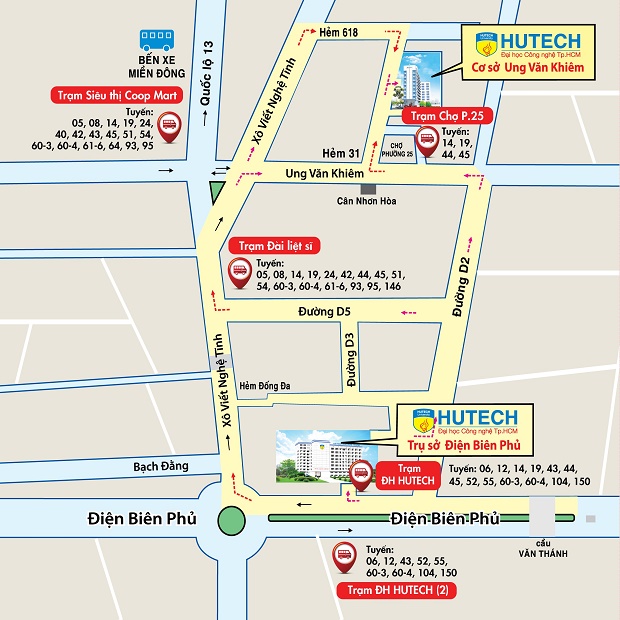 Hẻm 618
HUTECH
Đại học Công nghệ Tp.HCM
Cơ sở Ung Văn Khiêm
BẾN XE
MIỀN ĐÔNG
Quốc lộ 13
Xô Viết Nghệ Tĩnh
Trạm Siêu thị Coop Mart
Tuyến:
05, 08, 14, 19, 24,
40, 42, 43, 45, 51, 54,
60-3, 60-4, 61-6, 64, 93, 95
Trạm Chợ P.25
Tuyến:
14, 19,
44, 45
Hẻm 31
CHỢ
PHƯỜNG 25
Ung Văn Khiêm
Cân Nhơn Hòa
Trạm Đài liệt sĩ
Tuyến:
05, 08, 14, 19, 24, 42, 44, 45, 51,
54, 60-3, 60-4, 61-6, 93, 95, 146
Đường D2
Đường D5
Đường D3
Xô Viết Nghệ Tĩnh
Hẻm Đống Đa
HUTECH
Đại học Công nghệ Tp.HCM
Trụ sở Điện Biên Phủ
Bạch Đằng
Trạm
ĐH HUTECH
Tuyến: 06, 12, 14, 19, 43, 44,
45, 52, 55, 60-3, 60-4, 104, 150
Điện Biên Phủ
Điện Biên Phủ
cầu
VĂN THÁNH
Tuyến:
06, 12, 43, 52, 55,
60-3, 60-4, 104, 150
Trạm ĐH HUTECH (2)